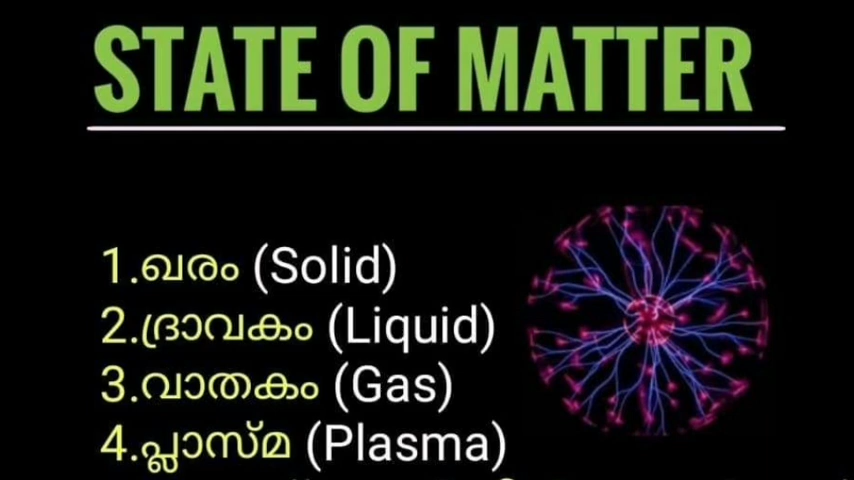 STATE OF MATTER
1.ഖരം (Solid)
2.ദ്രാവകം (Liquid)
3.വാതകം (Gas)
4.പ്ലാസ്മ (Plasma)